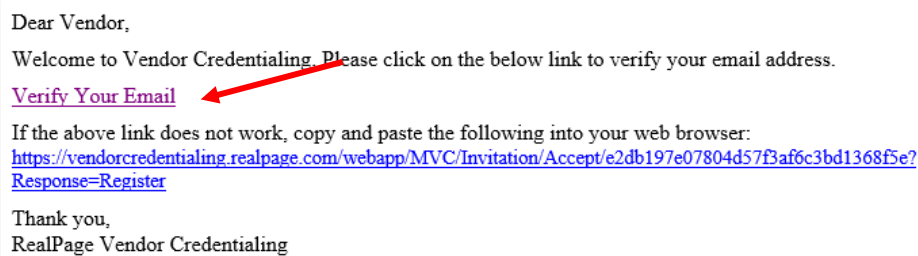 Dear Vendor,
Welcome to Vendor Credentialing. Please click on the below link to verify your email address.
Verify Your Email
If the above link does not work, copy and paste the following into your web browser:
https://vendorcredentialing.realpage.com/webapp/MVC/Invitation/Accept/e2db197e07804d57f3af6c3bd1368f5e?
Response=Register
Thank you,
RealPage Vendor Credentialing